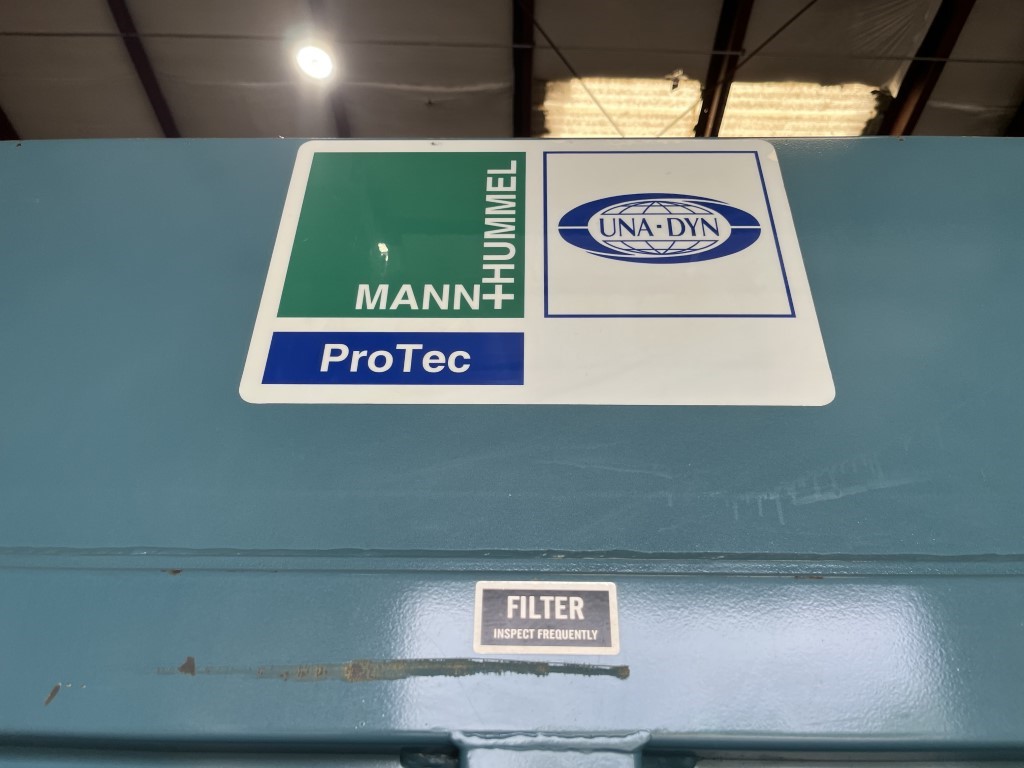 MANN+HUMMEL
ProTec
UNA·DYN
FILTER
INSPECT FREQUENTLY